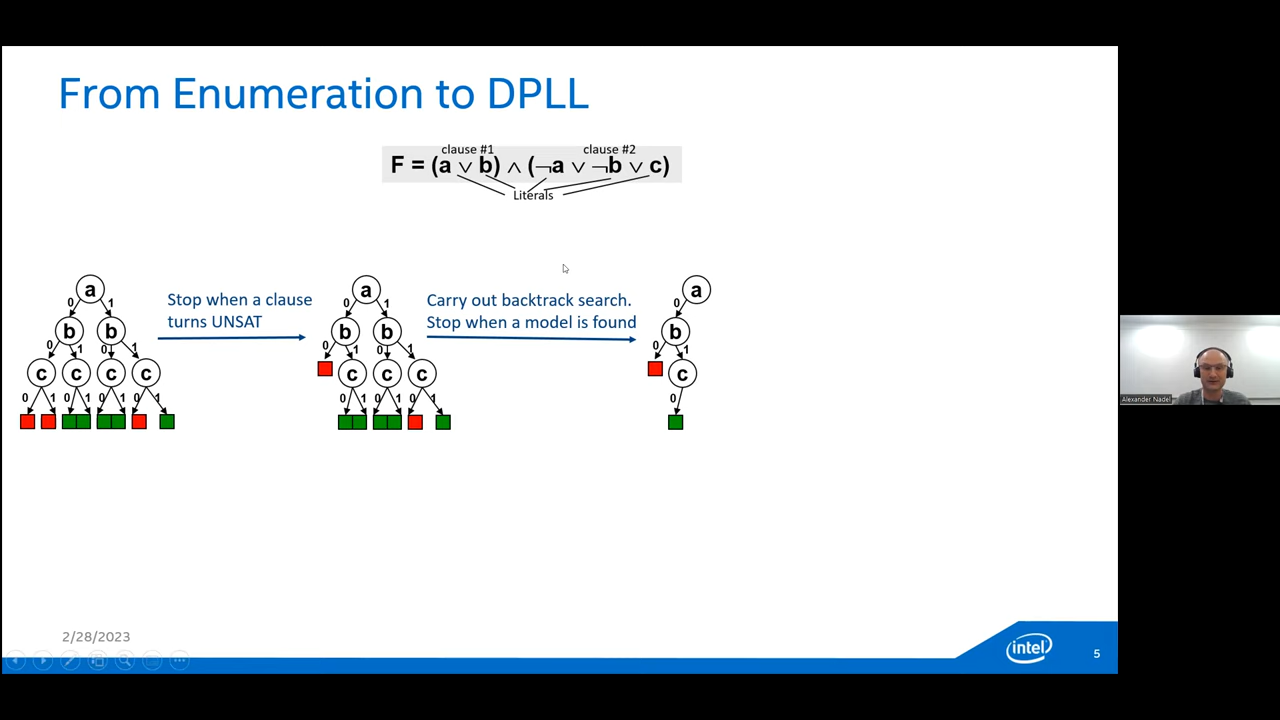 From Enumeration to DPLL
clause #1 clause #2
F = (a ∨ b) ∧ (¬a ∨ ¬b ∨ c)
Literals
a
0 1
b b
0 1 0 1
c c c c
0 1 0 1 0 1 0 1
Stop when a clause
turns UNSAT
a
0 1
b b
0 1 0 1
c c c
0 1 0 1 0 1
Carry out backtrack search.
Stop when a model is found
a
0
b
0 1
c
0
Alexander Nadel
2/28/2023
intel
5